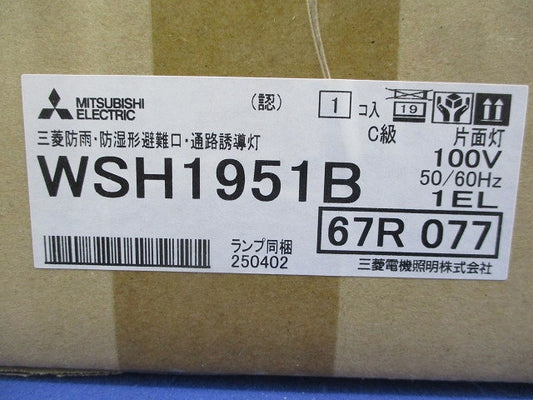 MITSUBISHI ELECTRIC
（認）
1 コ入
19
三菱防雨・防湿形避難口・通路誘導灯
C級
片面灯
WSH1951B
100V
50/60Hz
1EL
67R 077
ランプ同梱
250402
三菱電機照明株式会社